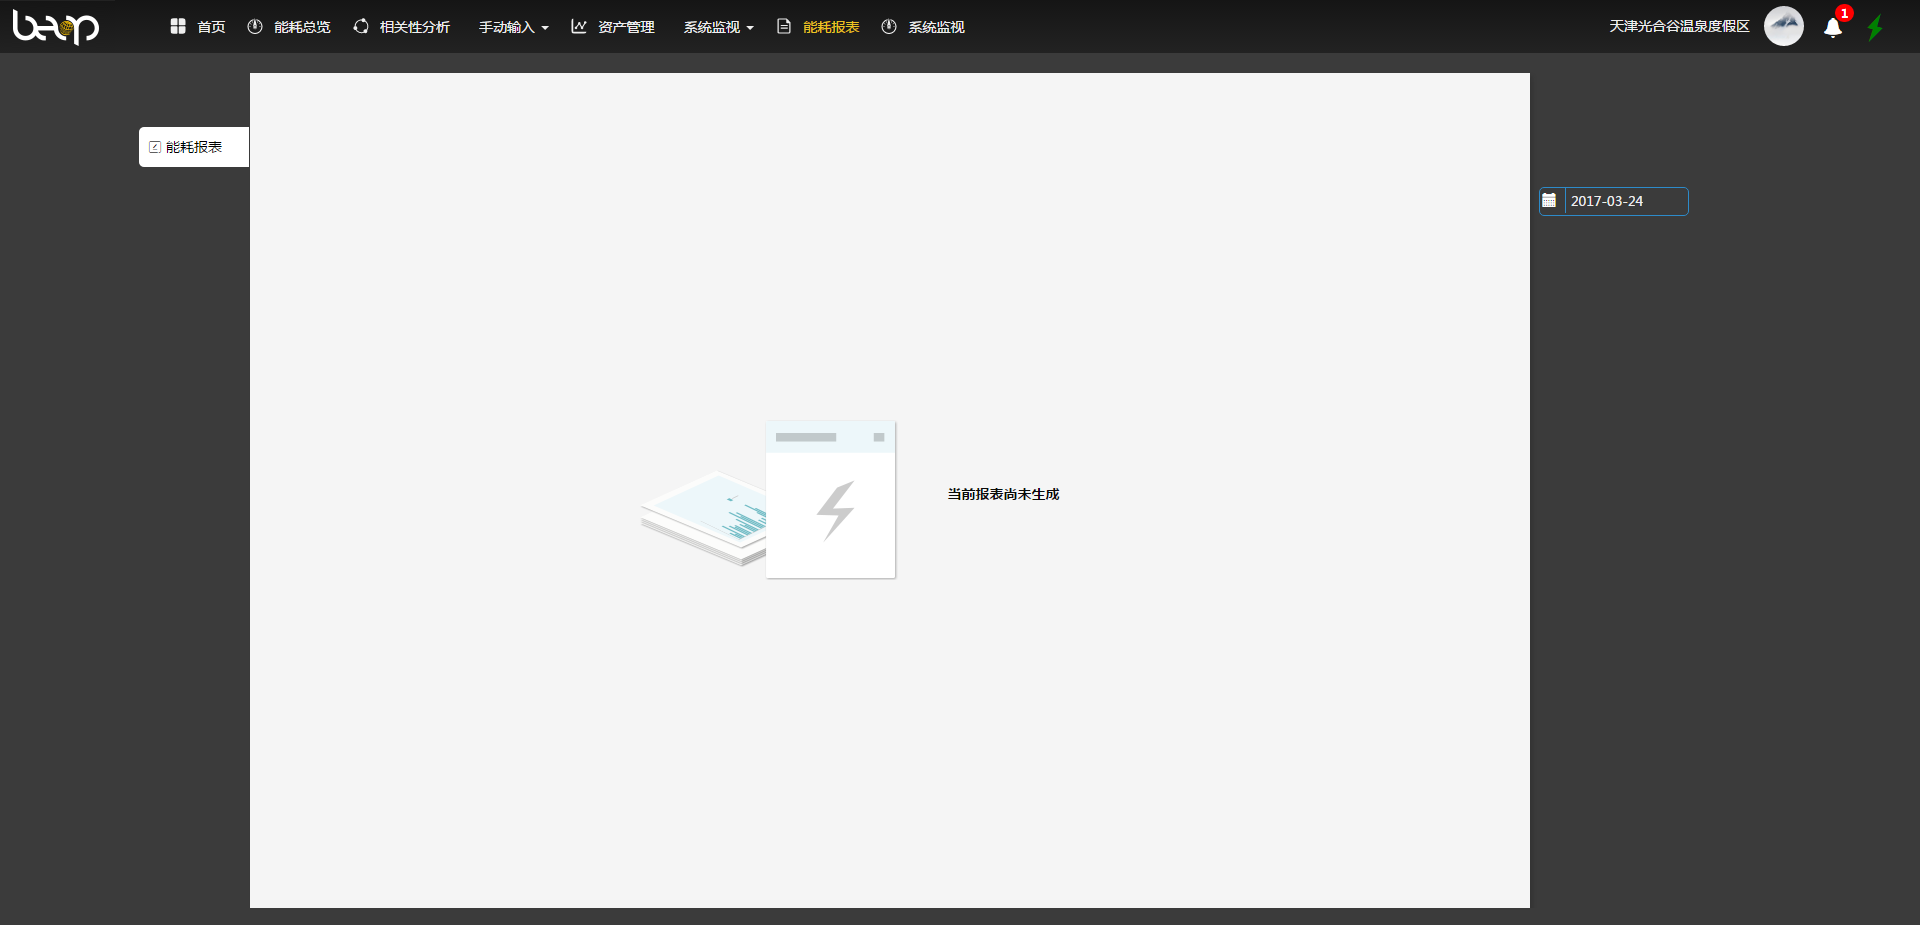 beop
首页 能耗总览 相关性分析 手动输入 资产管理 系统监视 能耗报表 系统监视
天津光合谷温泉度假区
1
能耗报表
2017-03-24
当前报表尚未生成